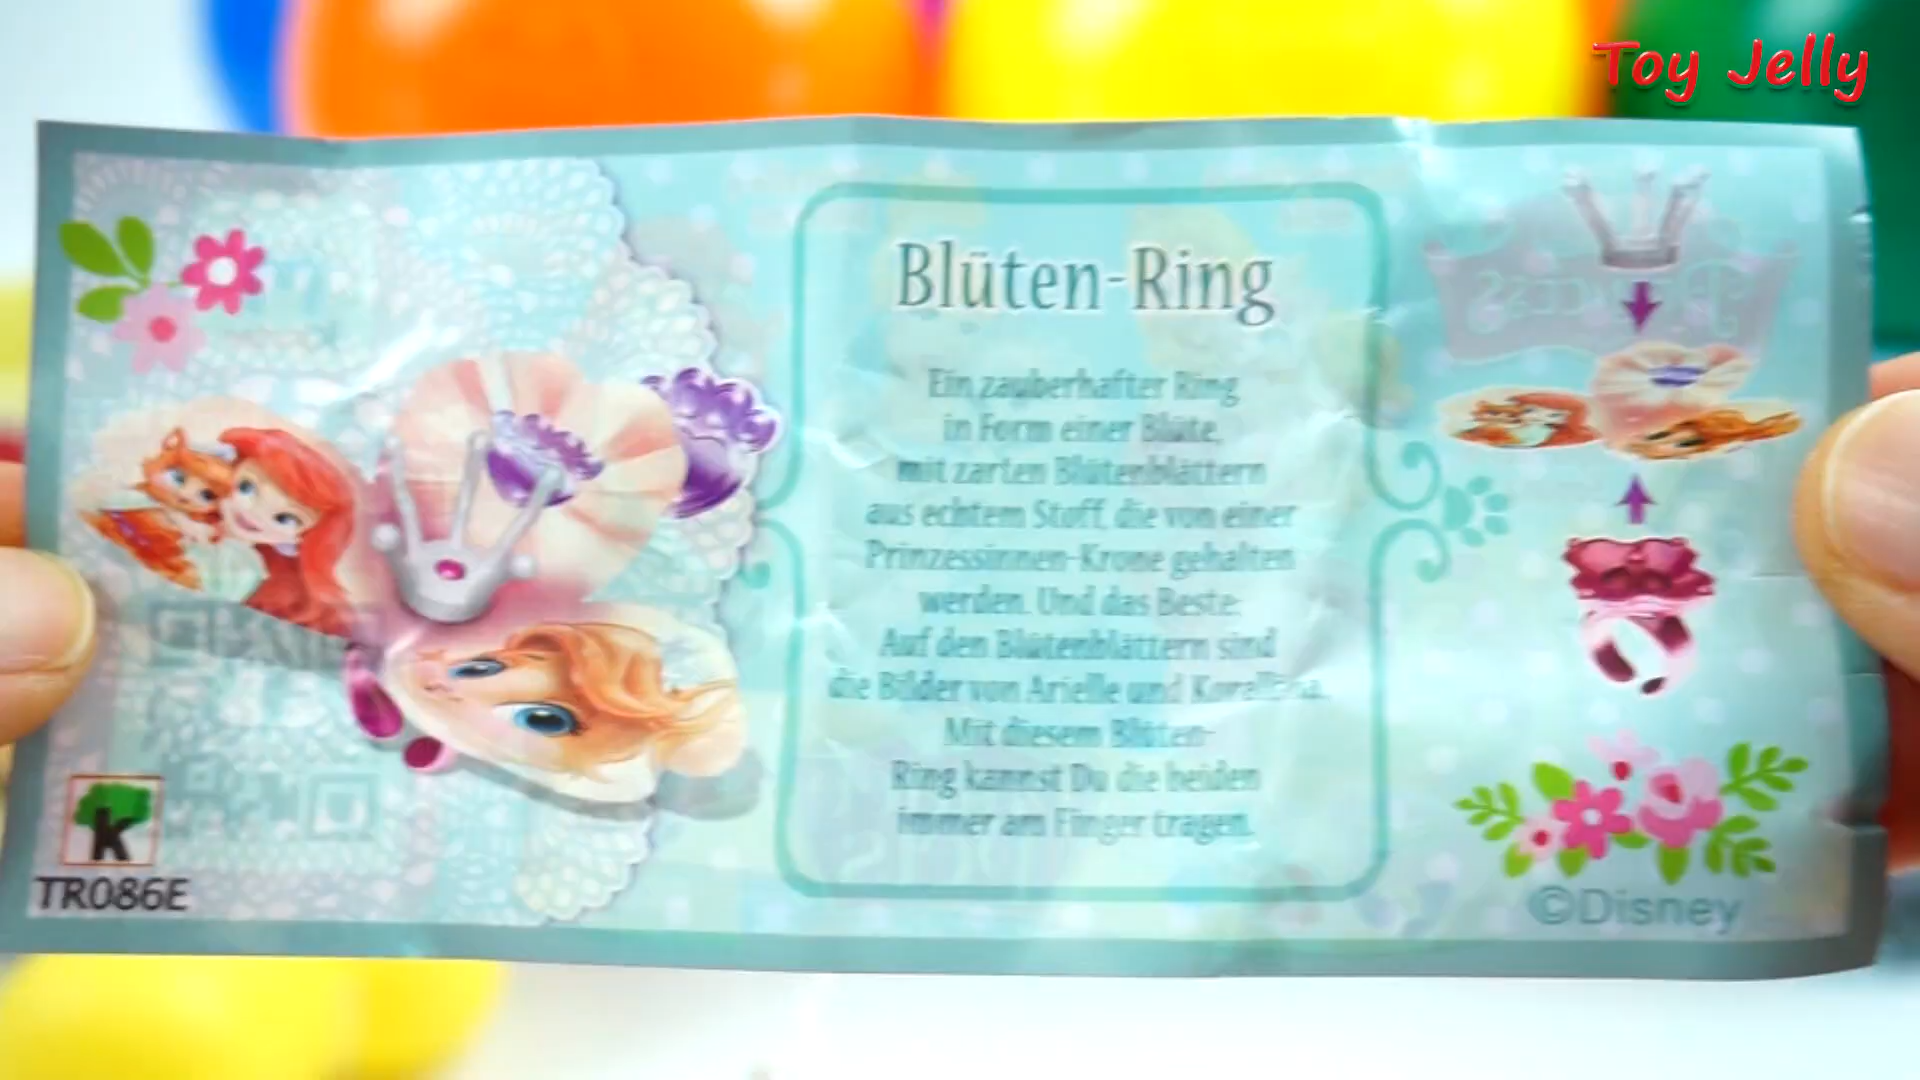 Toy Jelly
Blüten-Ring
Ein zauberhafter Ring
in Form einer Blüte,
mit zarten Blütenblättern
aus echtem Stoff, die von einer
Prinzessinnen-Krone gehalten
werden. Und das Beste:
Auf den Blütenblättern sind
die Bilder von Arielle und
Mit diesem Blüten-
Ring kannst Du die beiden
immer am Finger tragen.
K
TR086E
©Disney